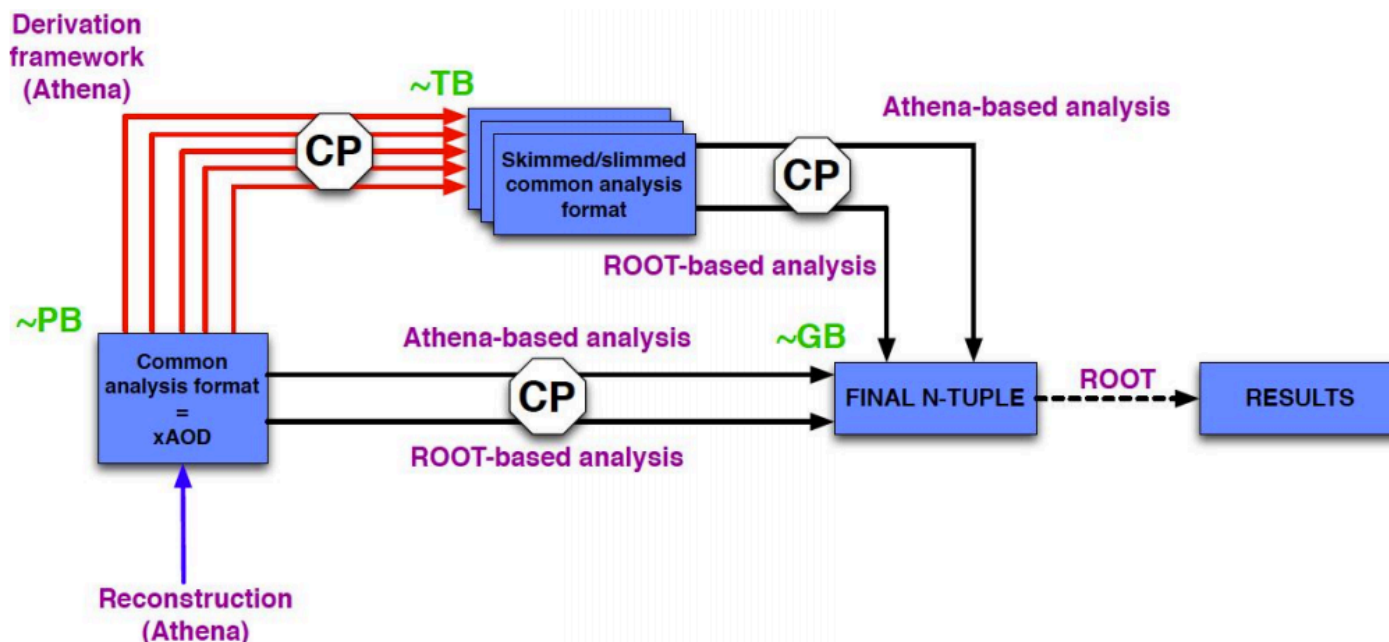 Derivation
framework
(Athena)
~TB
Athena-based analysis
CP
Skimmed/slimmed
common analysis
format
CP
ROOT-based analysis
~PB
Athena-based analysis
~GB
Common
analysis format
=
xAOD
CP
FINAL N-TUPLE
ROOT
RESULTS
ROOT-based analysis
Reconstruction
(Athena)